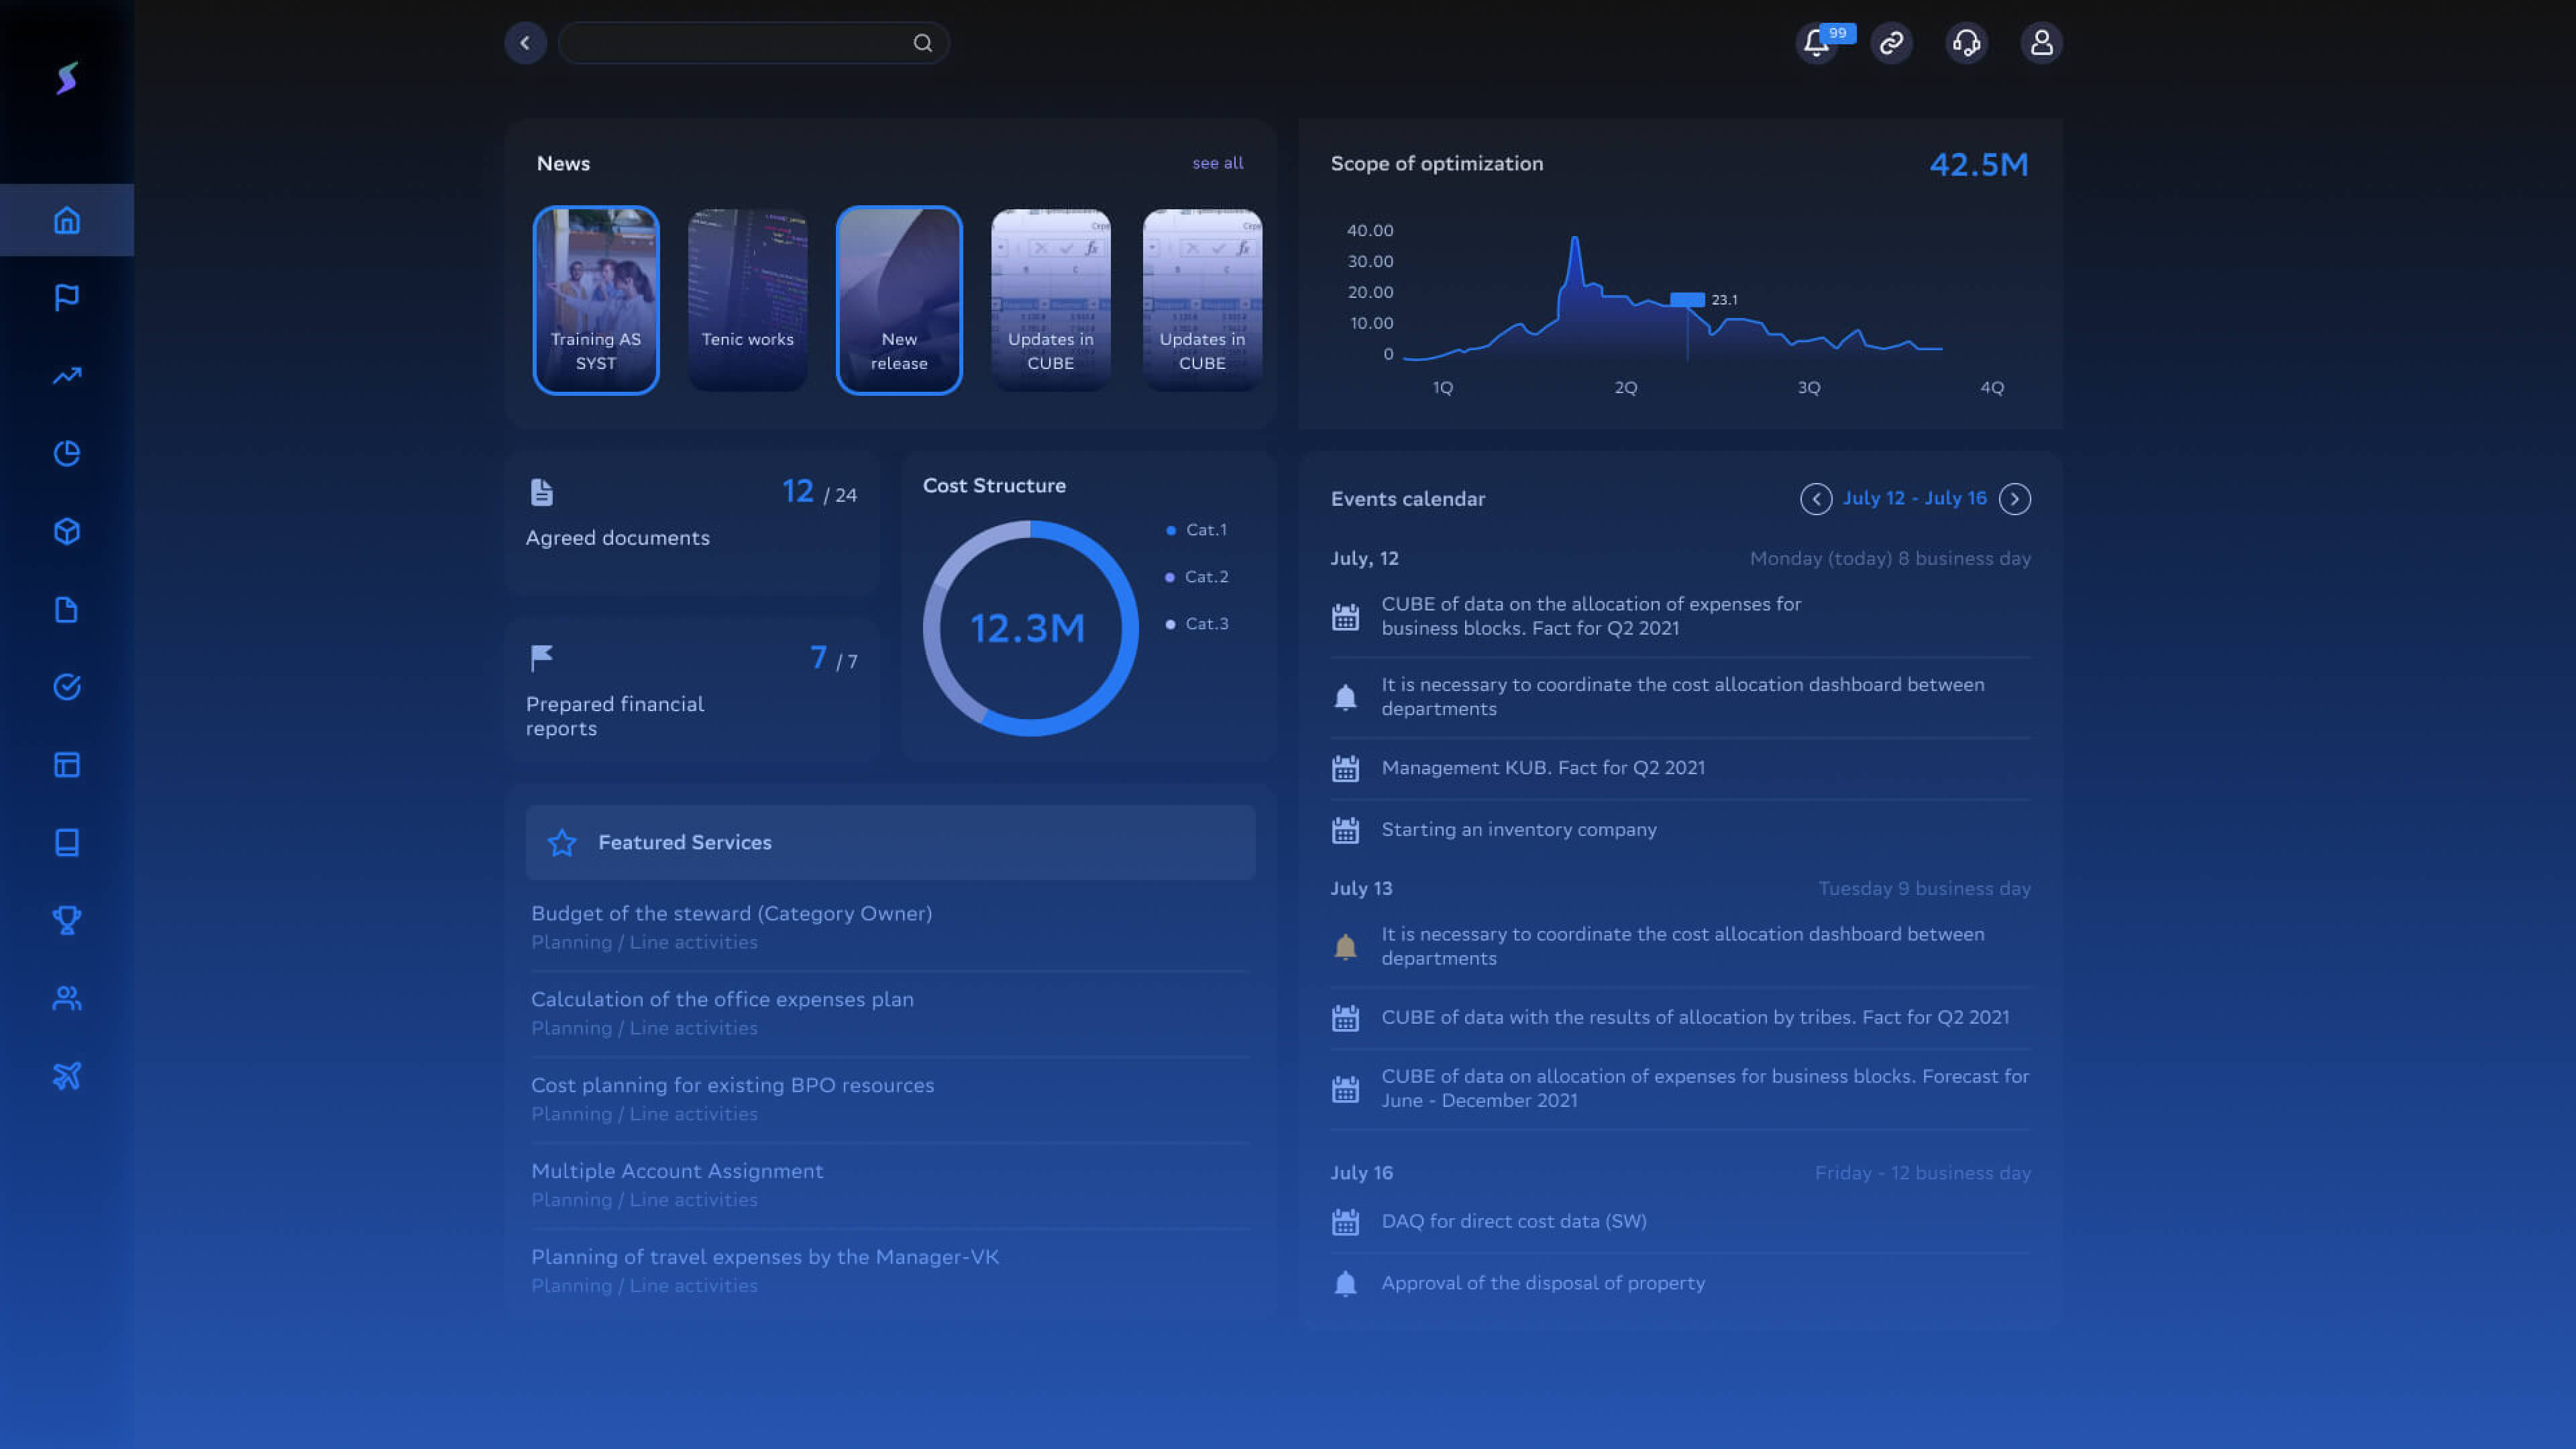 99
News
see all
Training AS
SYST
Tenic works
New
release
Updates in
CUBE
Updates in
CUBE
Scope of optimization
42.5M
40.00
30.00
20.00
10.00
0
23.1
1Q
2Q
3Q
4Q
12 / 24
Agreed documents
7 / 7
Prepared financial
reports
Cost Structure
12.3M
Cat.1
Cat.2
Cat.3
Featured Services
Budget of the steward (Category Owner)
Planning / Line activities
Calculation of the office expenses plan
Planning / Line activities
Cost planning for existing BPO resources
Planning / Line activities
Multiple Account Assignment
Planning / Line activities
Planning of travel expenses by the Manager-VK
Planning / Line activities
Events calendar
July 12 - July 16
July, 12
Monday (today) 8 business day
CUBE of data on the allocation of expenses for
business blocks. Fact for Q2 2021
It is necessary to coordinate the cost allocation dashboard between
departments
Management KUB. Fact for Q2 2021
Starting an inventory company
July 13
Tuesday 9 business day
It is necessary to coordinate the cost allocation dashboard between
departments
CUBE of data with the results of allocation by tribes. Fact for Q2 2021
CUBE of data on allocation of expenses for business blocks. Forecast for
June - December 2021
July 16
Friday - 12 business day
DAQ for direct cost data (SW)
Approval of the disposal of property